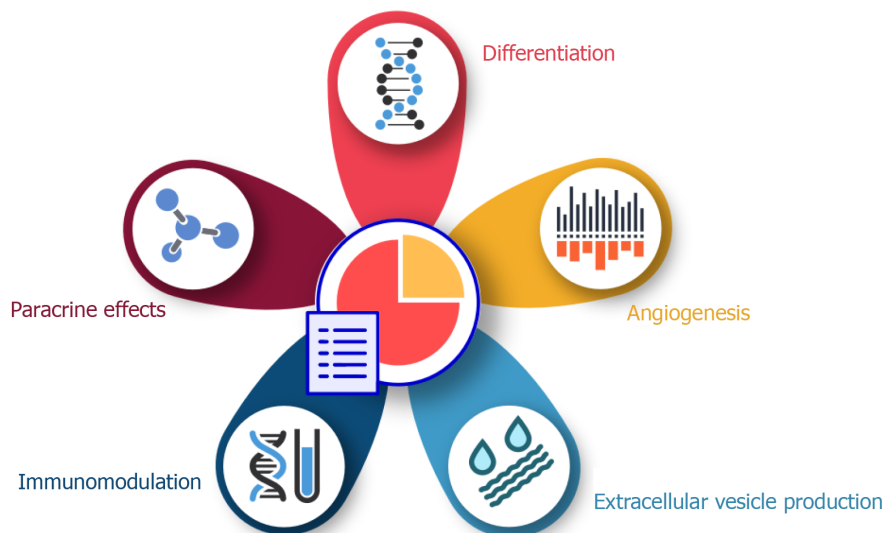 Differentiation
Paracrine effects
Angiogenesis
Immunomodulation
Extracellular vesicle production